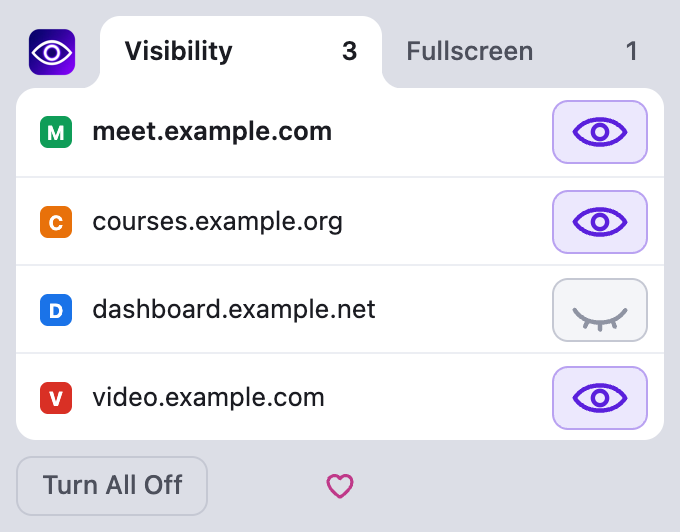 Visibility 3 Fullscreen 1
M meet.example.com
C courses.example.org
D dashboard.example.net
V video.example.com
Turn All Off